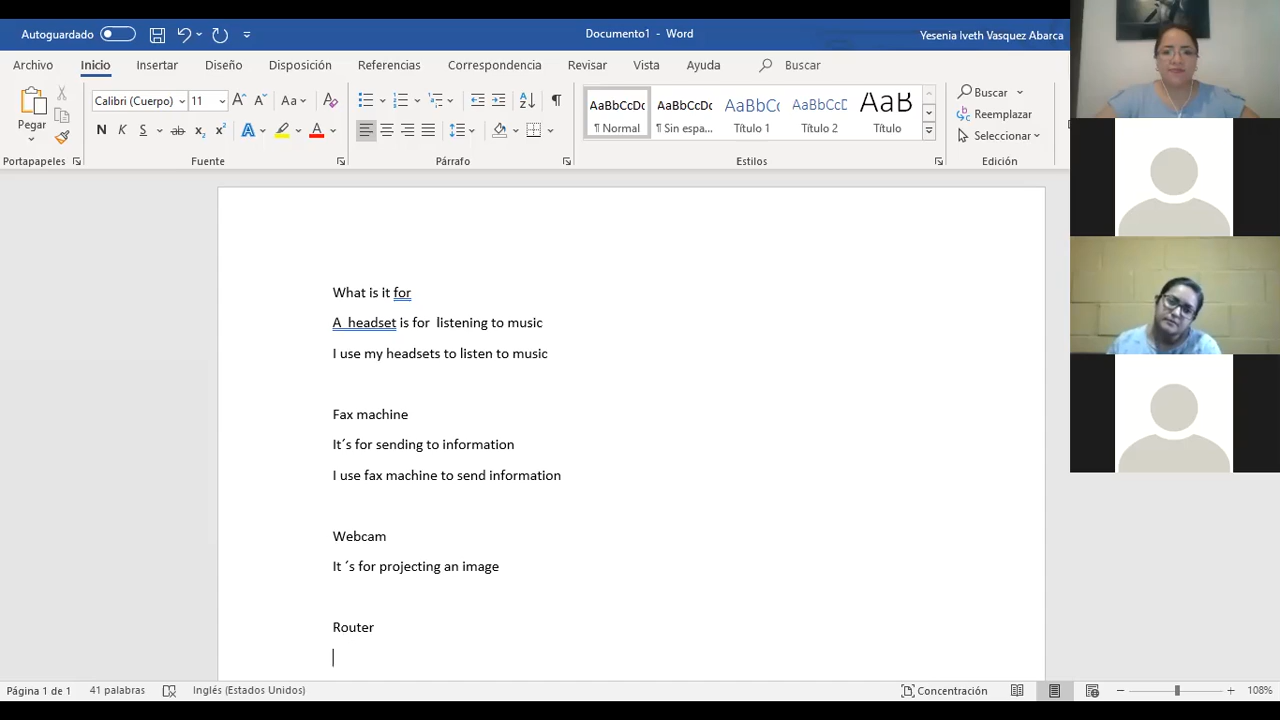 Autoguardado
Documento1 - Word
Yesenia Iveth Vasquez Abarca
Archivo Inicio Insertar Diseño Disposición Referencias Correspondencia Revisar Vista Ayuda Buscar
Pegar
Portapapeles
Calibri (Cuerpo) 11
N K S ab x₂ x²
Fuente
Párrafo
AaBbCcDc AaBbCcDc AaBbCc AaBbCcD AaB
¶ Normal ¶ Sin espa... Título 1 Título 2 Título
Estilos
Buscar
Reemplazar
Seleccionar
Edición
What is it for
A headset is for listening to music
I use my headsets to listen to music
Fax machine
It´s for sending to information
I use fax machine to send information
Webcam
It ´s for projecting an image
Router
Página 1 de 1 41 palabras Inglés (Estados Unidos) Concentración 108%